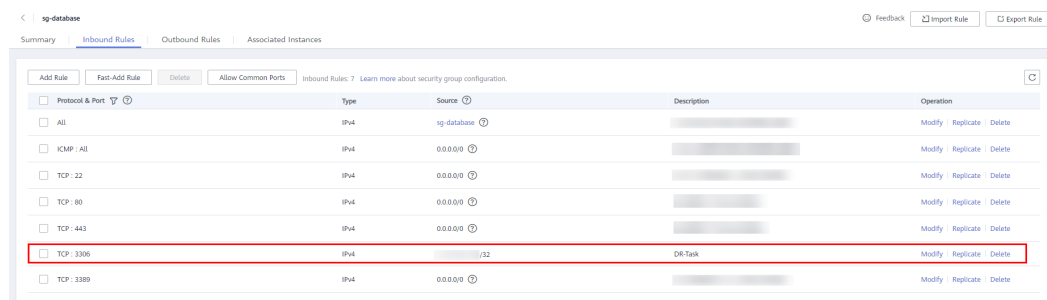 sg-database Feedback Import Rule Export Rule
Summary Inbound Rules Outbound Rules Associated Instances
Add Rule Fast-Add Rule Delete Allow Common Ports Inbound Rules: 7 Learn more about security group configuration.
Protocol & Port Type Source Description Operation
All IPv4 sg-database Modify Replicate Delete
ICMP : All IPv4 0.0.0.0/0 Modify Replicate Delete
TCP : 22 IPv4 0.0.0.0/0 Modify Replicate Delete
TCP : 80 IPv4 0.0.0.0/0 Modify Replicate Delete
TCP : 443 IPv4 0.0.0.0/0 Modify Replicate Delete
TCP : 3306 IPv4 /32 DR-Task Modify Replicate Delete
TCP : 3389 IPv4 0.0.0.0/0 Modify Replicate Delete